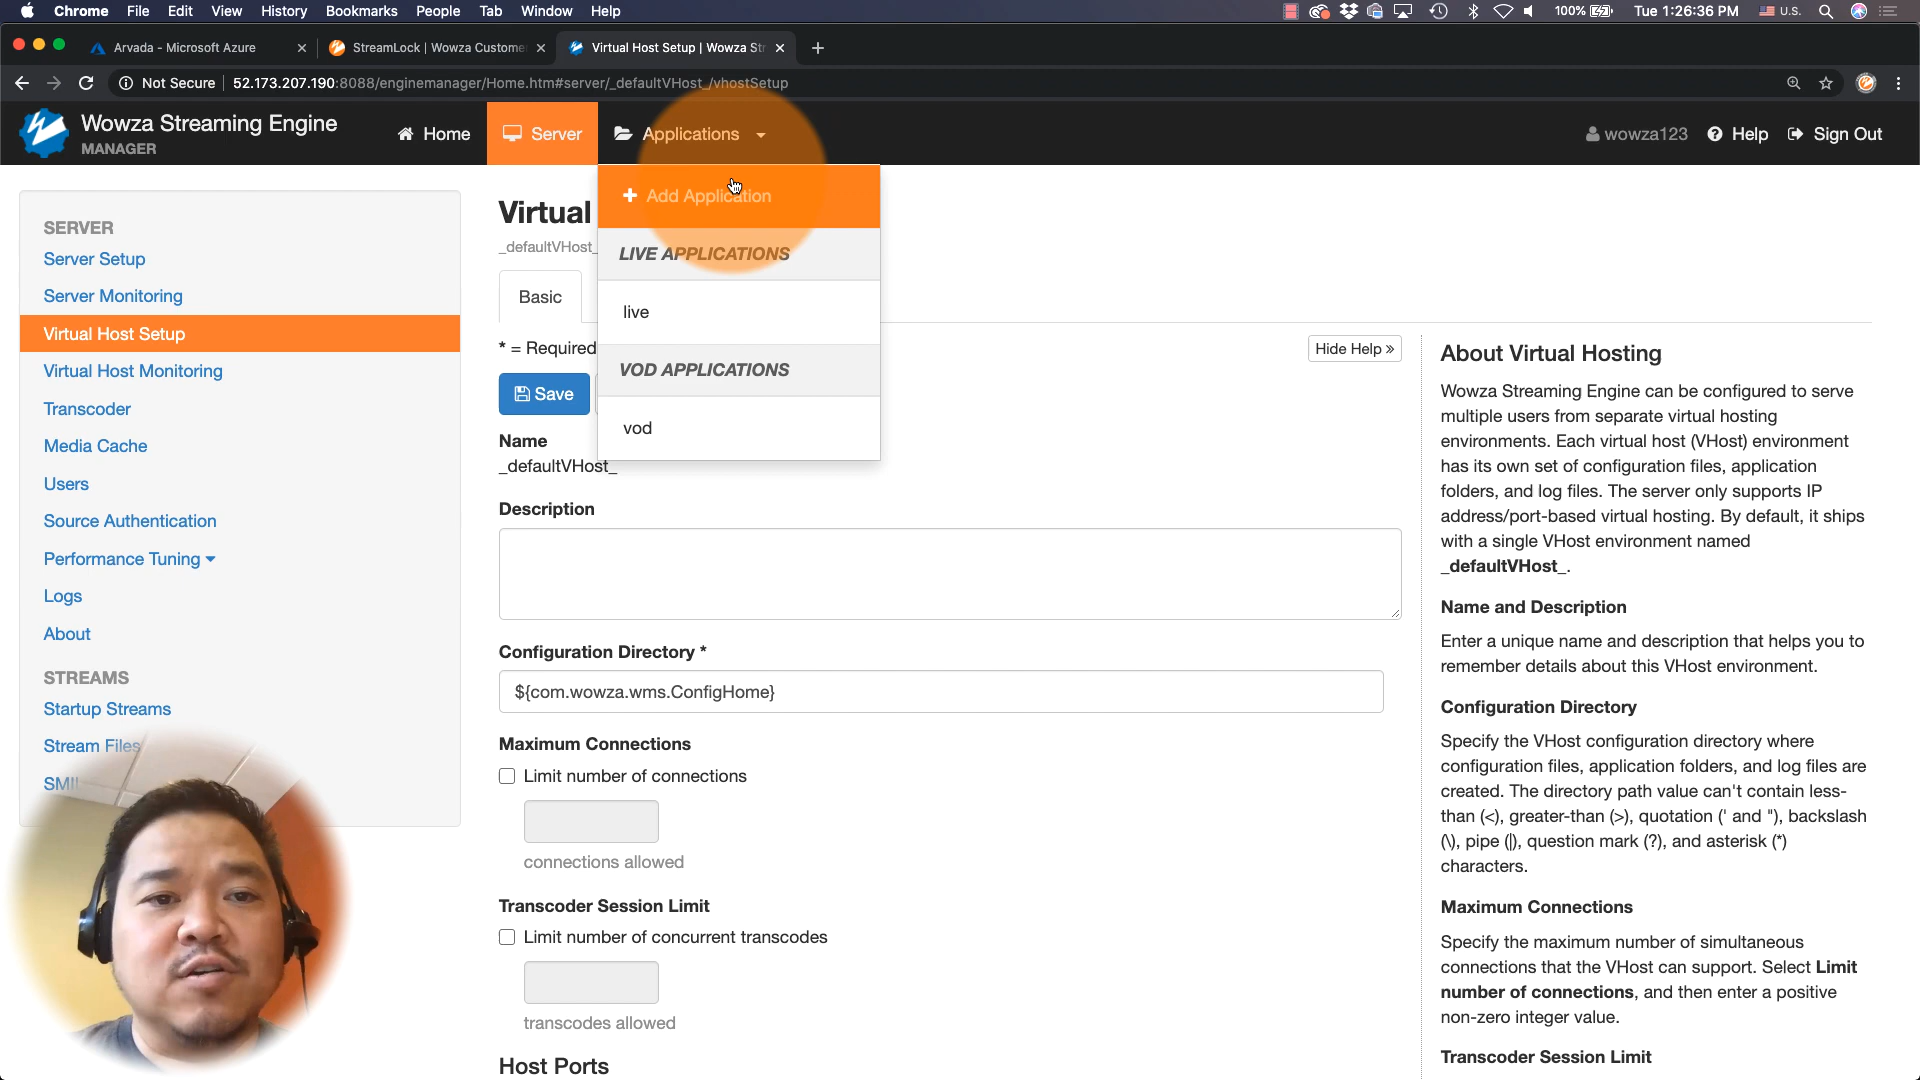 Chrome File Edit View History Bookmarks People Tab Window Help 100% Tue 1:26:36 PM U.S.
Arvada - Microsoft Azure StreamLock | Wowza Custome Virtual Host Setup | Wowza Str
Not Secure 52.173.207.190:8088/enginemanager/Home.htm#server/_defaultVHost_/vhostSetup
Wowza Streaming Engine
MANAGER
Home Server Applications wowza123 Help Sign Out
Add Application
LIVE APPLICATIONS
live
VOD APPLICATIONS
vod
SERVER
Server Setup
Server Monitoring
Virtual Host Setup
Virtual Host Monitoring
Transcoder
Media Cache
Users
Source Authentication
Performance Tuning
Logs
About
STREAMS
Startup Streams
Stream Files
SMIL
Virtual
_defaultVHost_
Basic
* = Required
Hide Help »
Save
Name
_defaultVHost_
Description
Configuration Directory *
${com.wowza.wms.ConfigHome}
Maximum Connections
Limit number of connections
connections allowed
Transcoder Session Limit
Limit number of concurrent transcodes
transcodes allowed
Host Ports
About Virtual Hosting
Wowza Streaming Engine can be configured to serve
multiple users from separate virtual hosting
environments. Each virtual host (VHost) environment
has its own set of configuration files, application
folders, and log files. The server only supports IP
address/port-based virtual hosting. By default, it ships
with a single VHost environment named
_defaultVHost_.
Name and Description
Enter a unique name and description that helps you to
remember details about this VHost environment.
Configuration Directory
Specify the VHost configuration directory where
configuration files, application folders, and log files are
created. The directory path value can't contain less-
than (<), greater-than (>), quotation (' and "), backslash
(\), pipe (|), question mark (?), and asterisk (*)
characters.
Maximum Connections
Specify the maximum number of simultaneous
connections that the VHost can support. Select Limit
number of connections, and then enter a positive
non-zero integer value.
Transcoder Session Limit